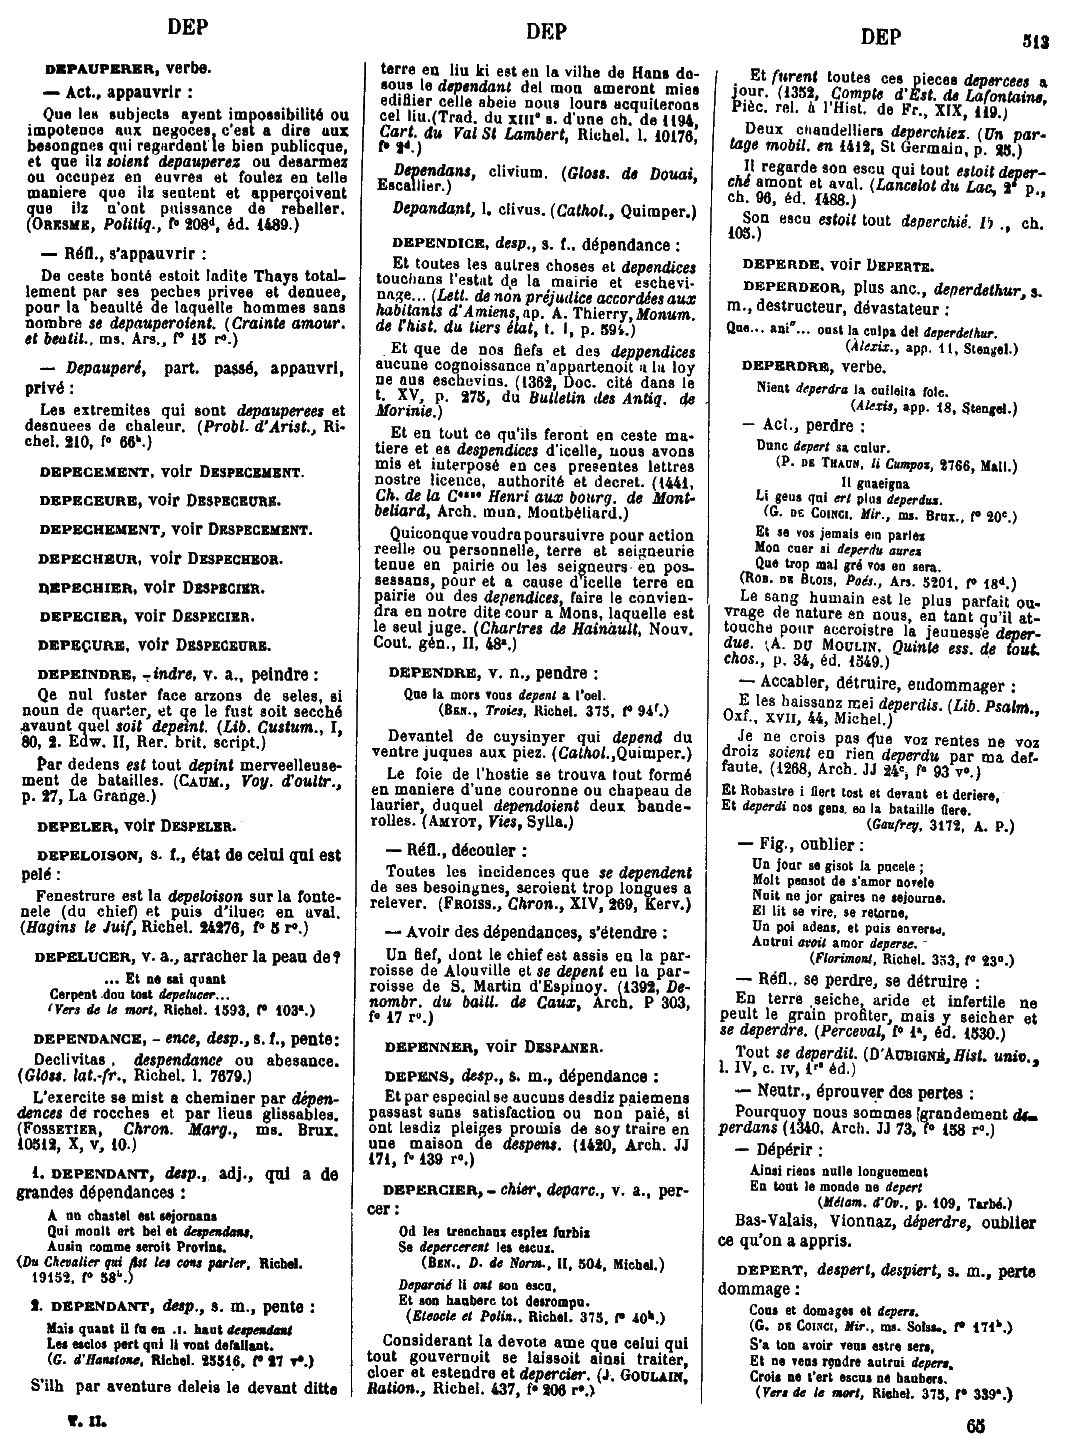 DEP
DEP
DEP
513
DEPAUPERER, verbe.
— Act., appauvrir :
Que les subjects ayent impossibilité ou
impotence aux negoces, c'est a dire aux
besongnes qui regardent le bien publicque,
et que ilz soient depauperez ou desarmez
ou occupez en euvres et foulez en telle
maniere que ilz sentent et apperçoivent
que ilz n'ont puissance de rebeller.
(ORESME, Politiq., f° 208d, éd. 1489.)
— Réfl., s'appauvrir :
De ceste bonté estoit ladite Thays total-
lement par ses peches privee et denuee,
pour la beaulté de laquelle hommes sans
nombre se depauperoient. (Crainte amour.
et beatit., ms. Ars., f° 15 r°.)
— Depauperé, part. passé, appauvri,
privé :
Les extremites qui sont depauperees et
desnuees de chaleur. (Probl. d'Arist., Ri-
chel. 210, f° 66b.)
DEPECEMENT, voir DESPECEMENT.
DEPECEURE, voir DESPECEURE.
DEPECHEMENT, voir DESPECEMENT.
DEPECHEUR, voir DESPECHEOR.
DEPECHIER, voir DESPECIER.
DEPECIER, voir DESPECIER.
DEPEÇURE, voir DESPECEURE.
DEPEINDRE, -indre, v. a., peindre :
Qe nul fuster face arzons de seles, si
noun de quarter, et qe le fust soit secché
avaunt quel soit depeint. (Lib. Custum., I,
80, 2. Edw. II, Rer. brit. script.)
Par dedens est tout depint merveelleuse-
ment de batailles. (CAUM., Voy. d'oultr.,
p. 27, La Grange.)
DEPELER, voir DESPELER.
DEPELOISON, s. f., état de celui qui est
pelé :
Fenestrure est la depeloison sur la fonte-
nele (du chief) et puis d'iluec en aval.
(Hagins le Juif, Richel. 24276, f° 5 r°.)
DEPELUCER, v. a., arracher la peau de?
... Et ne sai quant
Cerpent dou tost depelucer...
(Vers de le mort, Richel. 1593, f° 103a.)
DEPENDANCE, - ence, desp., s. f., pente:
Declivitas, despendance ou abesance.
(Gloss. lat.-fr., Richel. l. 7679.)
L'exercite se mist a cheminer par dépen-
dences de rocches et par lieus glissables.
(FOSSETIER, Chron. Marg., ms. Brux.
10512, X, v, 10.)
1. DEPENDANT, desp., adj., qui a de
grandes dépendances :
A un chastel est sejornans
Qui moult ert bel et despendans,
Ausin comme seroit Provins.
(Du Chevalier qui fist les cons parler, Richel.
19152, f° 58b.)
2. DEPENDANT, desp., s. m., pente :
Mais quant il fu en .i. haut despendant
Les esclos pert qui li vont defallant.
(G. d'Hanstone, Richel. 25516, f° 27 v°.)
S'ilh par aventure deleis le devant ditte
T. II.
terre en liu ki est en la vilhe de Hans de-
sous le dependant del mon ameront mies
edifiier celle abeie nous lours acquiterons
cel liu.(Trad. du XIIIe s. d'une ch. de 1194,
Cart. du Val St Lambert, Richel. l. 10176,
f° 2d.)
Dependans, clivium. (Gloss. de Douai,
Escallier.)
Depandant, l. clivus. (Cathol., Quimper.)
DEPENDICE, desp., s. f., dépendance :
Et toutes les autres choses et dependices
touchans l'estat de la mairie et eschevi-
nage... (Lett. de non préjudice accordées aux
habitants d'Amiens, ap. A. Thierry, Monum.
de l'hist. du tiers état, t. I, p. 594.)
Et que de nos fiefs et des deppendices
aucune cognoissance n'appartenoit a la loy
ne aus eschevins. (1362, Doc. cité dans le
t. XV, p. 275, du Bulletin des Antiq. de
Morinie.)
Et en tout ce qu'ils feront en ceste ma-
tiere et es despendices d'icelle, nous avons
mis et interposé en ces presentes lettres
nostre licence, authorité et decret. (1441,
Ch. de la Csse Henri aux bourg. de Mont-
beliard, Arch. mun. Montbéliard.)
Quiconque voudra poursuivre pour action
reelle ou personnelle, terre et seigneurie
tenue en pairie ou les seigneurs en pos-
sessans, pour et a cause d'icelle terre en
pairie ou des dependices, faire le convien-
dra en notre dite cour a Mons, laquelle est
le seul juge. (Chartres de Hainault, Nouv.
Cout. gén., II, 48a.)
DEPENDRE, v. n., pendre :
Que la mors vous depent a l'oel.
(BEN., Troies, Richel. 375, f° 94f.)
Devantel de cuysinyer qui depend du
ventre juques aux piez. (Cathol.,Quimper.)
Le foie de l'hostie se trouva tout formé
en maniere d'une couronne ou chapeau de
laurier, duquel dependoient deux bande-
rolles. (AMYOT, Vies, Sylla.)
— Réfl., découler :
Toutes les incidences que se dependent
de ses besoingnes, seroient trop longues a
relever. (FROISS., Chron., XIV, 269, Kerv.)
— Avoir des dépendances, s'étendre :
Un fief, dont le chief est assis en la par-
roisse de Alouville et se depent en la par-
roisse de S. Martin d'Espinoy. (1392, De-
nombr. du baill. de Caux, Arch. P 303,
f° 17 r°.)
DEPENNER, voir DESPANER.
DEPENS, desp., s. m., dépendance :
Et par especial se aucuns desdiz paiemens
passast sans satisfaction ou non paié, si
ont lesdiz pleiges promis de soy traire en
une maison de despens. (1420, Arch. JJ
171, f° 139 r°.)
DEPERCIER, - chier, deparc., v. a., per-
cer :
Od les trenchanz espiez furbiz
Se depercerent les escuz.
(BEN., D. de Norm., II, 504, Michel.)
Deparcié li ont son escu,
Et son hauberc tot desrompu.
(Eteocle et Polin., Richel. 375, f° 40b.)
Considerant la devote ame que celui qui
tout gouvernoit se laissoit ainsi traiter,
cloer et estendre et depercier. (J. GOULAIN,
Ration., Richel. 437, f° 206 r°.)
Et furent toutes ces pieces depercees a
jour. (1352, Compte d'Est. de Lafontaine,
Pièc. rel. à l'Hist. de Fr., XIX, 119.)
Deux chandelliers deperchiez. (Un par-
tage mobil. en 1412, St Germain, p. 25.)
Il regarde son escu qui tout estoit deper-
ché amont et aval. (Lancelot du Lac, 2e p.,
ch. 96, éd. 1488.)
Son escu estoit tout deperchié. Ib., ch.
105.)
DEPERDE, voir DEPERTE.
DEPERDEOR, plus anc., deperdethur, s.
m., destructeur, dévastateur :
Que... ani"... oust la culpa del deperdethur.
(Alexis., app. 11, Stengel.)
DEPERDRE, verbe.
Nient deperdra la cuileita folc.
(Alexis, app. 18, Stengel.)
— Act., perdre :
Dunc depert sa culur.
(P. DE THAUN, li Cumpoz, 2766, Mall.)
Il guaeigna
Li geus qui ert plus deperduz.
(G. DE COINCI, Mir., ms. Brux., f° 20c.)
Et se vos jemais em parlez
Mon cuer si deperdu aurez
Que trop mal gré vos en sera.
(ROB. DE BLOIS, Poés., Ars. 5201, f° 18d.)
Le sang humain est le plus parfait ou-
vrage de nature en nous, en tant qu'il at-
touche pour accroistre la jeunesse deper-
due. (A. DU MOULIN. Quinte ess. de tout.
chos., p. 34, éd. 1549.)
— Accabler, détruire, endommager :
E les haissanz mei deperdis. (Lib. Psalm.,
Oxf., XVII, 44, Michel.)
Je ne crois pas que voz rentes ne voz
droiz soient en rien deperdu par ma def-
faute. (1268, Arch. JJ 24c, f° 93 v°.)
Et Robastre i fiert tost et devant et deriere,
Et deperdi nos gens en la bataille fiere.
(Gaufrey, 3172, A. P.)
— Fig., oublier :
Un jour se gisot la pucele ;
Molt pensot de s'amor novele
Nuit ne jor gaires ne sejourne.
El lit se vire, se retorne,
Un poi adens, et puis enverse,
Autrui avoit amor deperse.
(Florimont, Richel. 353, f° 23a.)
— Réfl., se perdre, se détruire :
En terre seiche, aride et infertile ne
peult le grain profiter, mais y seicher et
se deperdre. (Perceval, f° 1a, éd. 1530.)
Tout se deperdit. (D'AUBIGNÉ, Hist. univ.,
l. IV, c. IV, 1re éd.)
— Neutr., éprouver des pertes :
Pourquoy nous sommes grandement de-
perdans (1340, Arch. JJ 73, f° 158 r°.)
— Dépérir :
Ainsi riens nulle longuement
En tout le monde ne depert
(Métam. d'Ov., p. 109, Tarbé.)
Bas-Valais, Vionnaz, déperdre, oublier
ce qu'on a appris.
DEPERT, despert, despiert, s. m., perte
dommage :
Cous et domages et depers.
(G. DE COINCI, Mir., ms. Soiss., f° 171b.)
S'a ton avoir veus estre sers,
Et ne veus rendre autrui depers,
Crois ne t'ert escus né haubers.
(Vers de le mort, Richel. 375, f° 339a.)
65